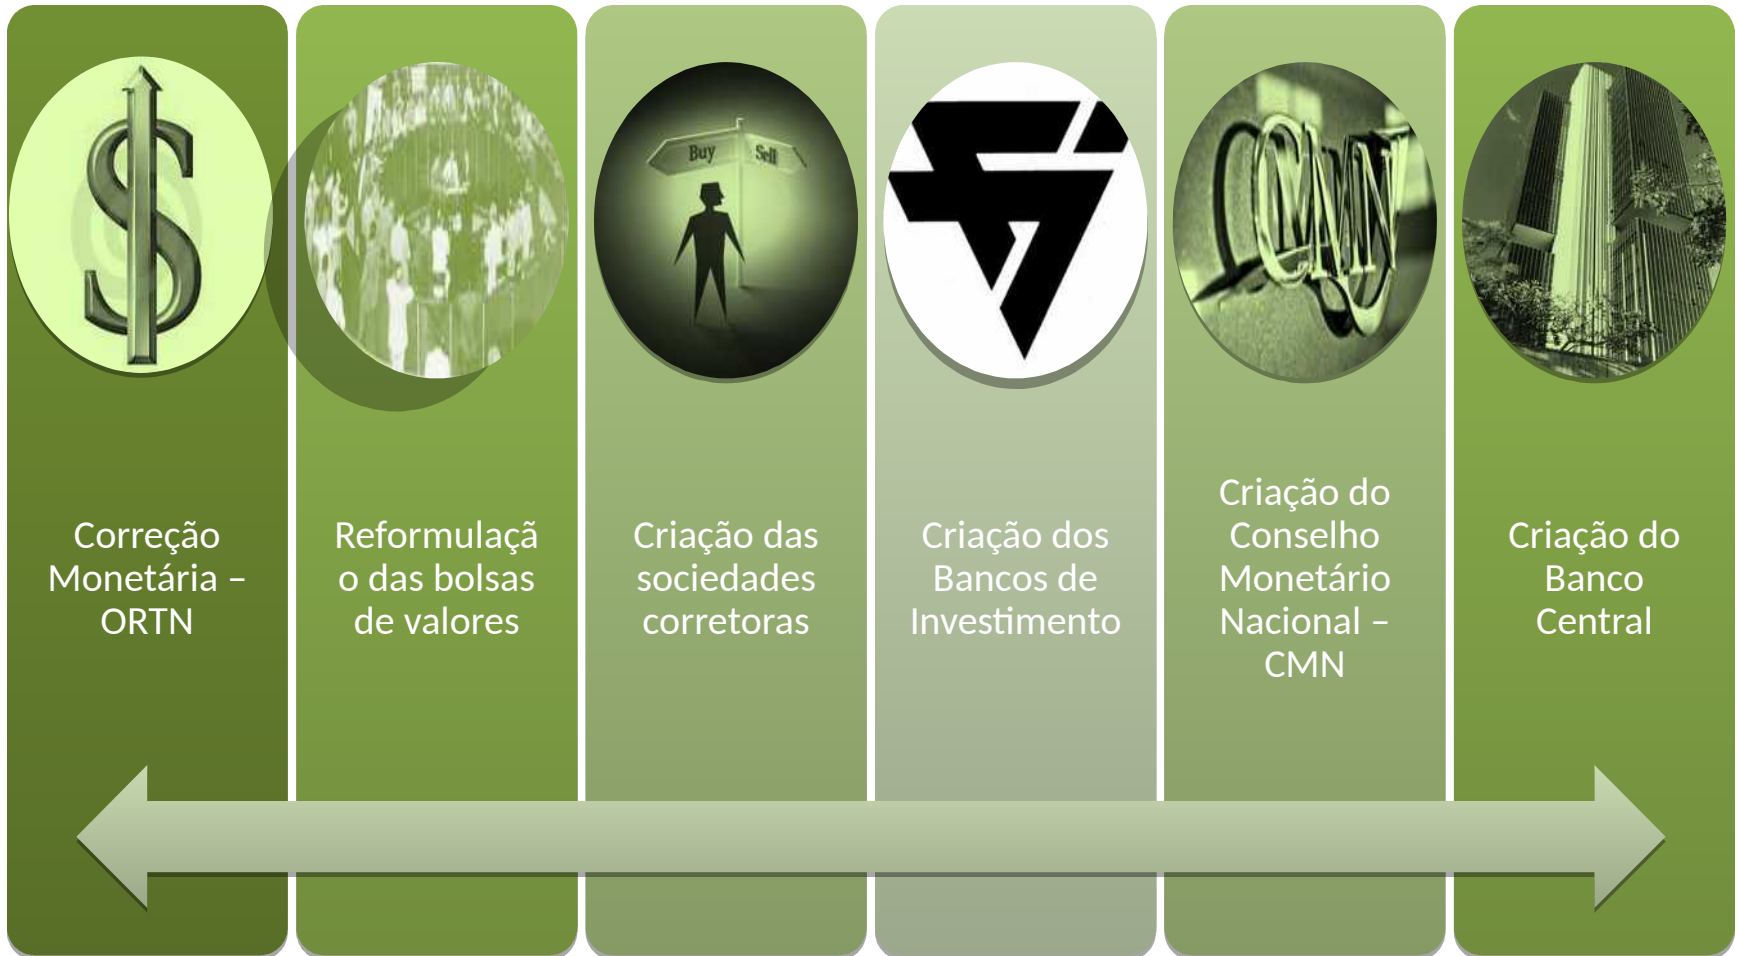 Buy
Sell
CMN
Correção
Monetária –
ORTN
Reformulaçã
o das bolsas
de valores
Criação das
sociedades
corretoras
Criação dos
Bancos de
Investimento
Criação do
Conselho
Monetário
Nacional –
CMN
Criação do
Banco
Central